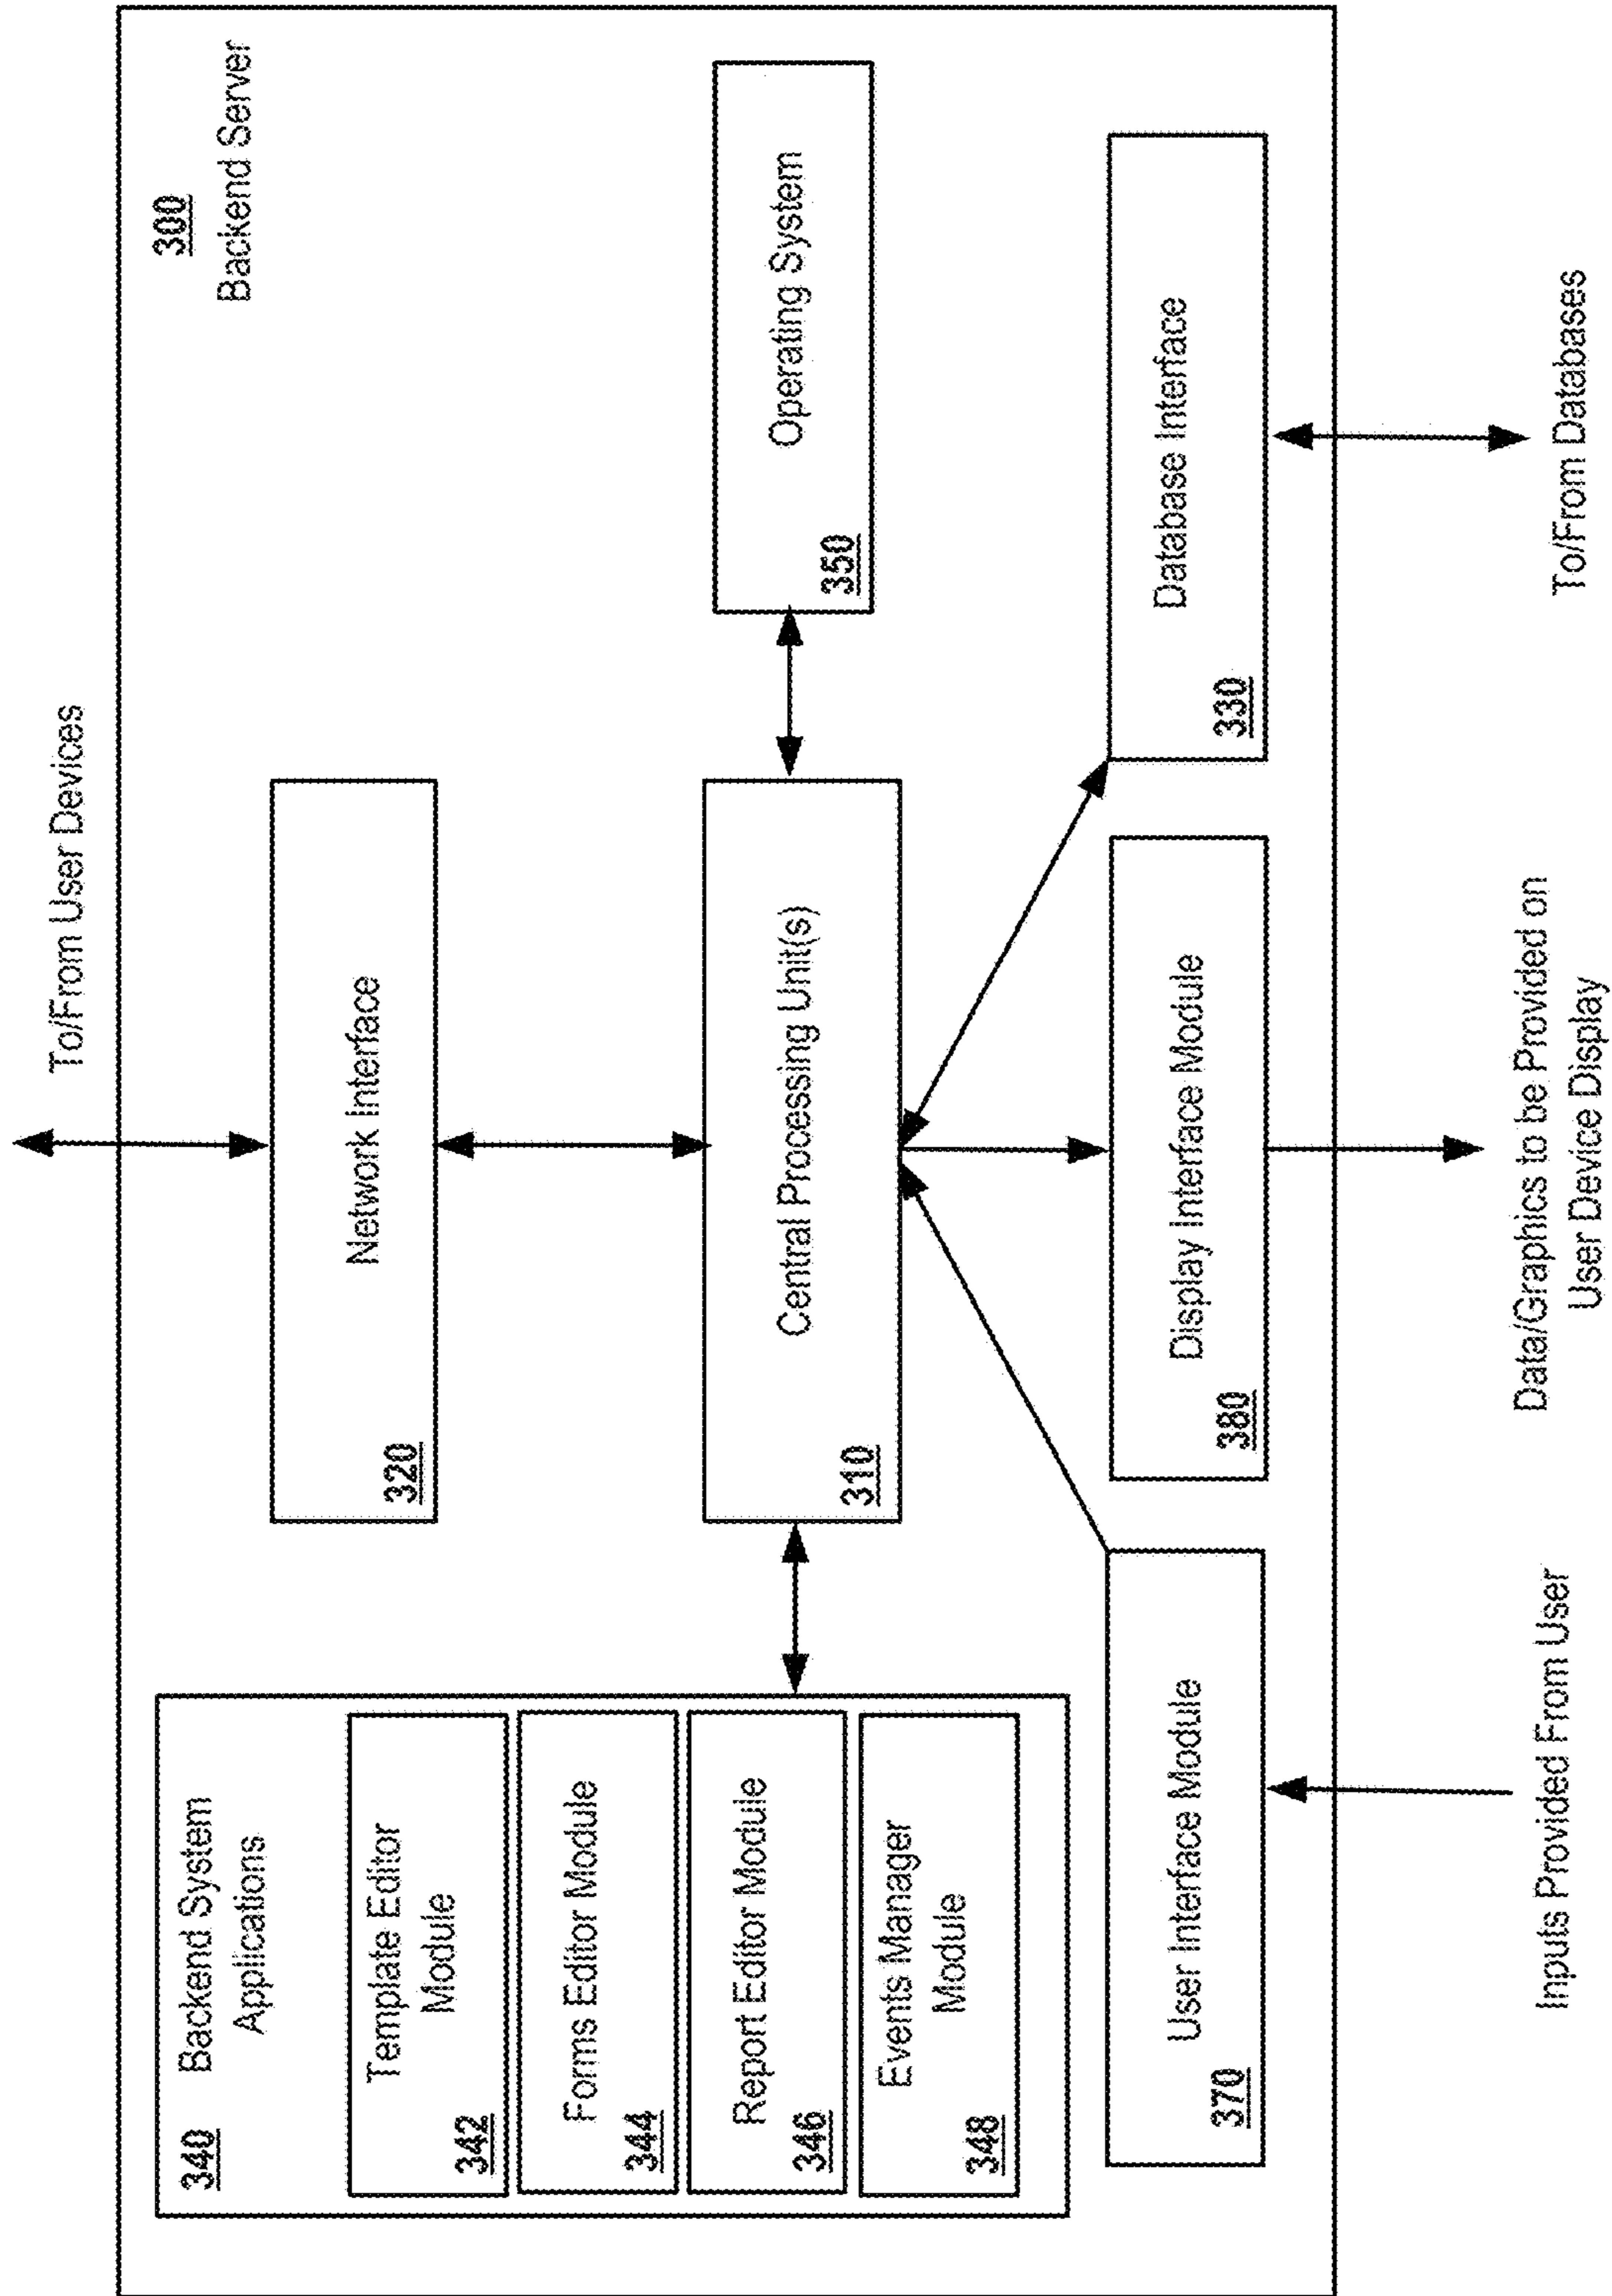 To/From User Devices
300
Backend Server
340 Backend System
Applications
Template Editor
Module
342
Forms Editor Module
344
Report Editor Module
346
Events Manager
Module
348
Network Interface
320
Central Processing Unit(s)
310
Operating System
350
User Interface Module
370
Display Interface Module
380
Database Interface
330
Inputs Provided From User
Data/Graphics to be Provided on
User Device Display
To/From Databases